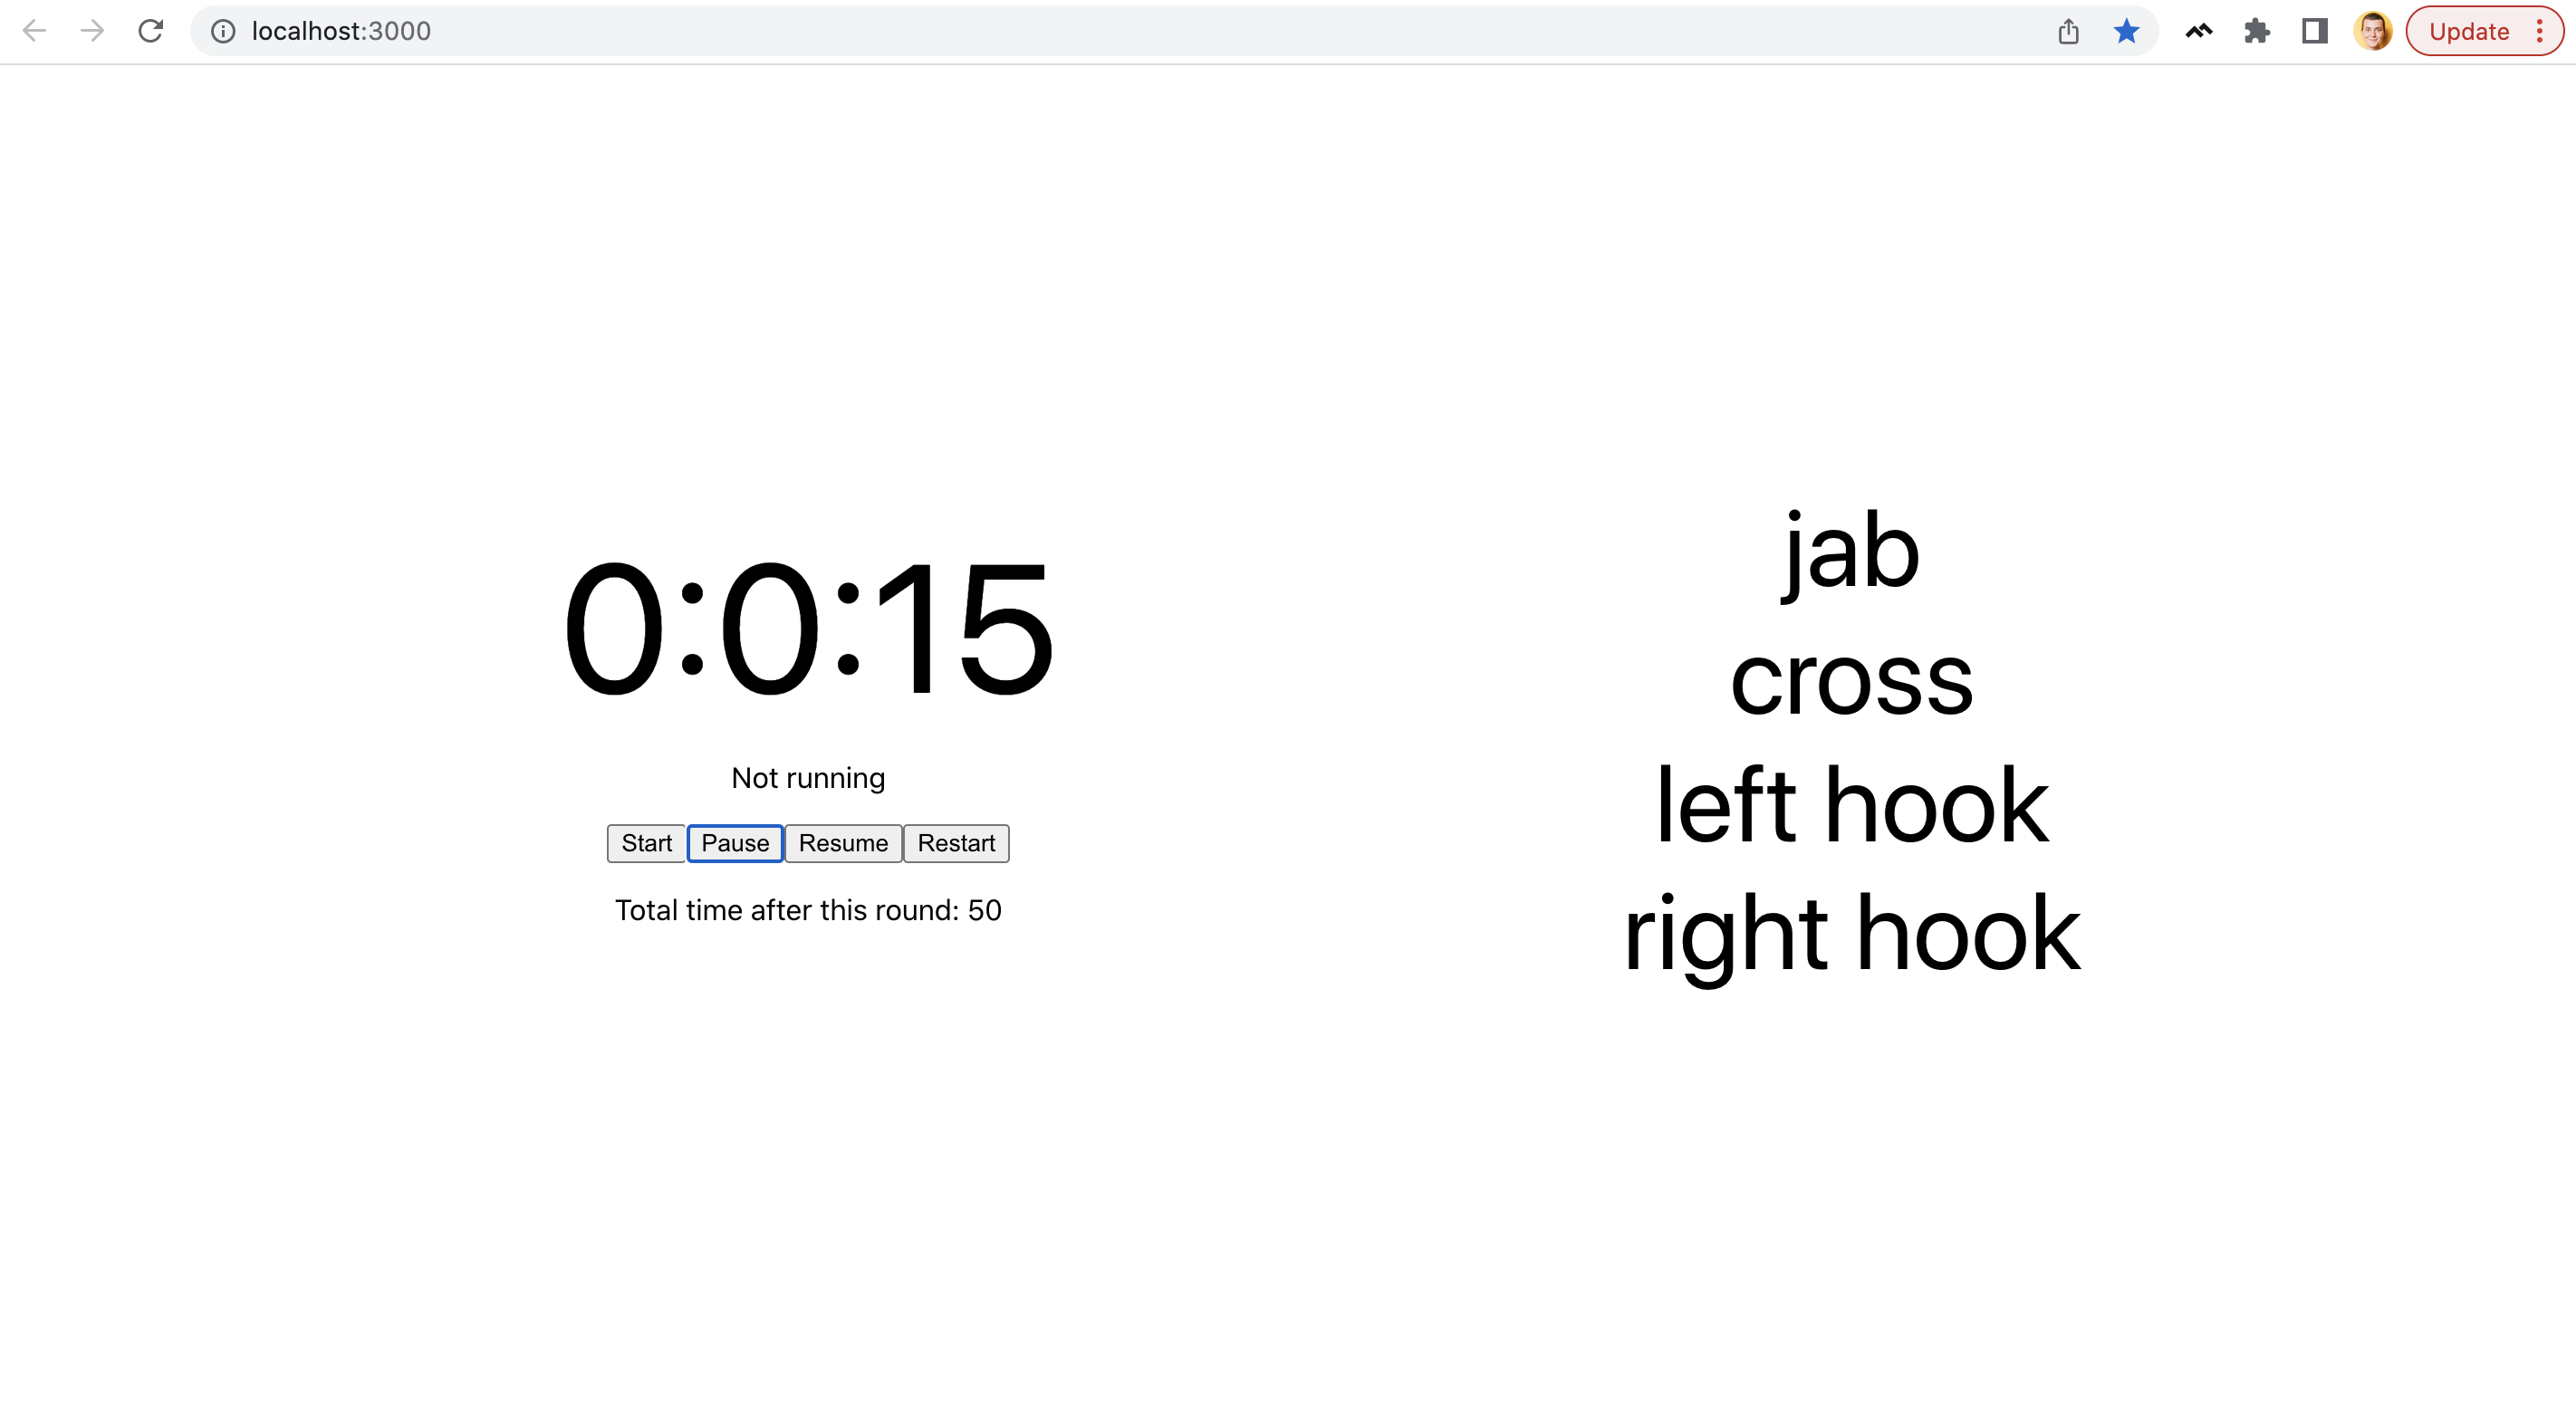 localhost:3000
Update
0:0:15
Not running
Start Pause Resume Restart
Total time after this round: 50
jab
cross
left hook
right hook